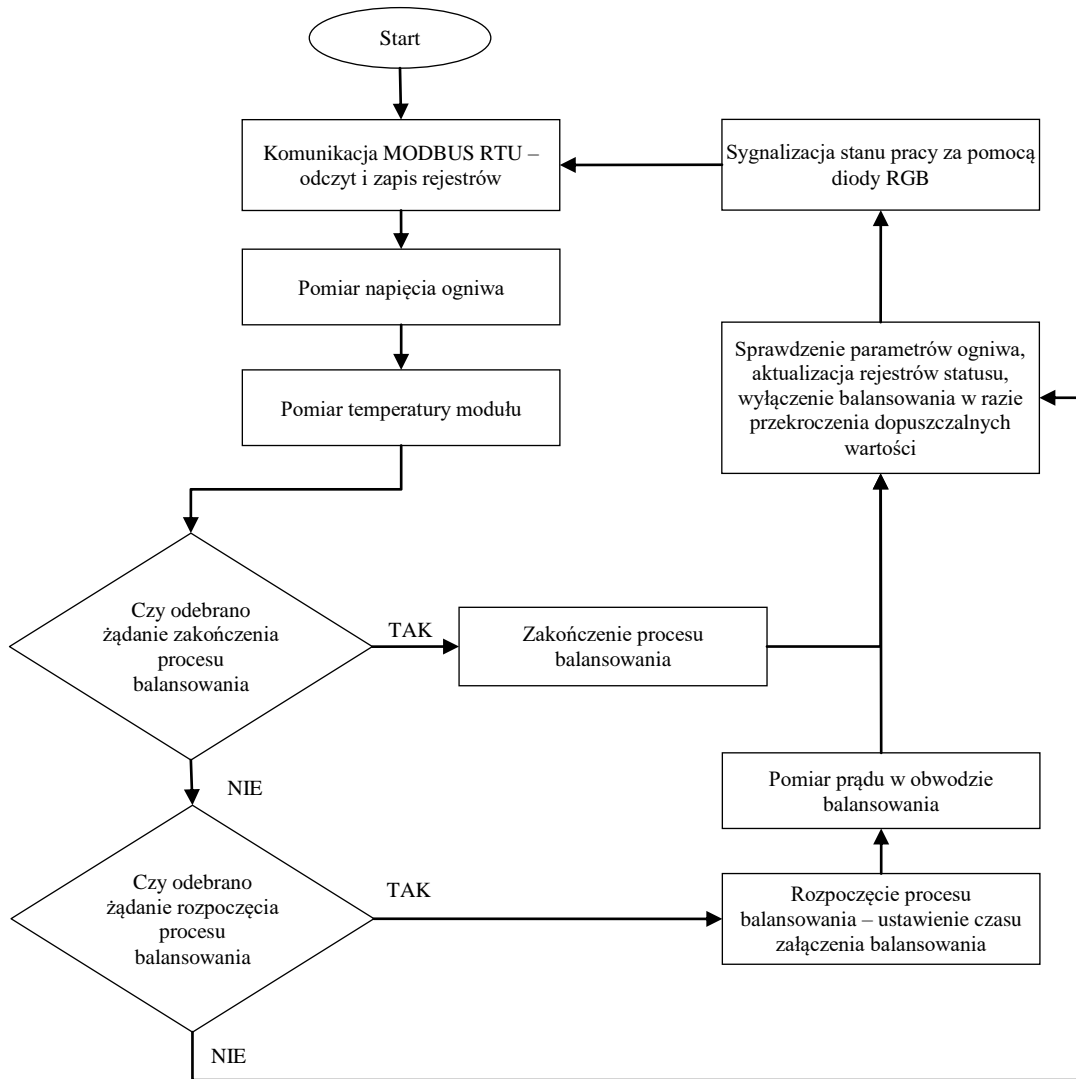 Start
Komunikacja MODBUS RTU –
odczyt i zapis rejestrów
Pomiar napięcia ogniwa
Pomiar temperatury modułu
Czy odebrano
żądanie zakończenia
procesu
balansowania
TAK
Zakończenie procesu
balansowania
NIE
Czy odebrano
żądanie rozpoczęcia
procesu
balansowania
TAK
Rozpoczęcie procesu
balansowania – ustawienie czasu
załączenia balansowania
NIE
Pomiar prądu w obwodzie
balansowania
Sprawdzenie parametrów ogniwa,
aktualizacja rejestrów statusu,
wyłączenie balansowania w razie
przekroczenia dopuszczalnych
wartości
Sygnalizacja stanu pracy za pomocą
diody RGB